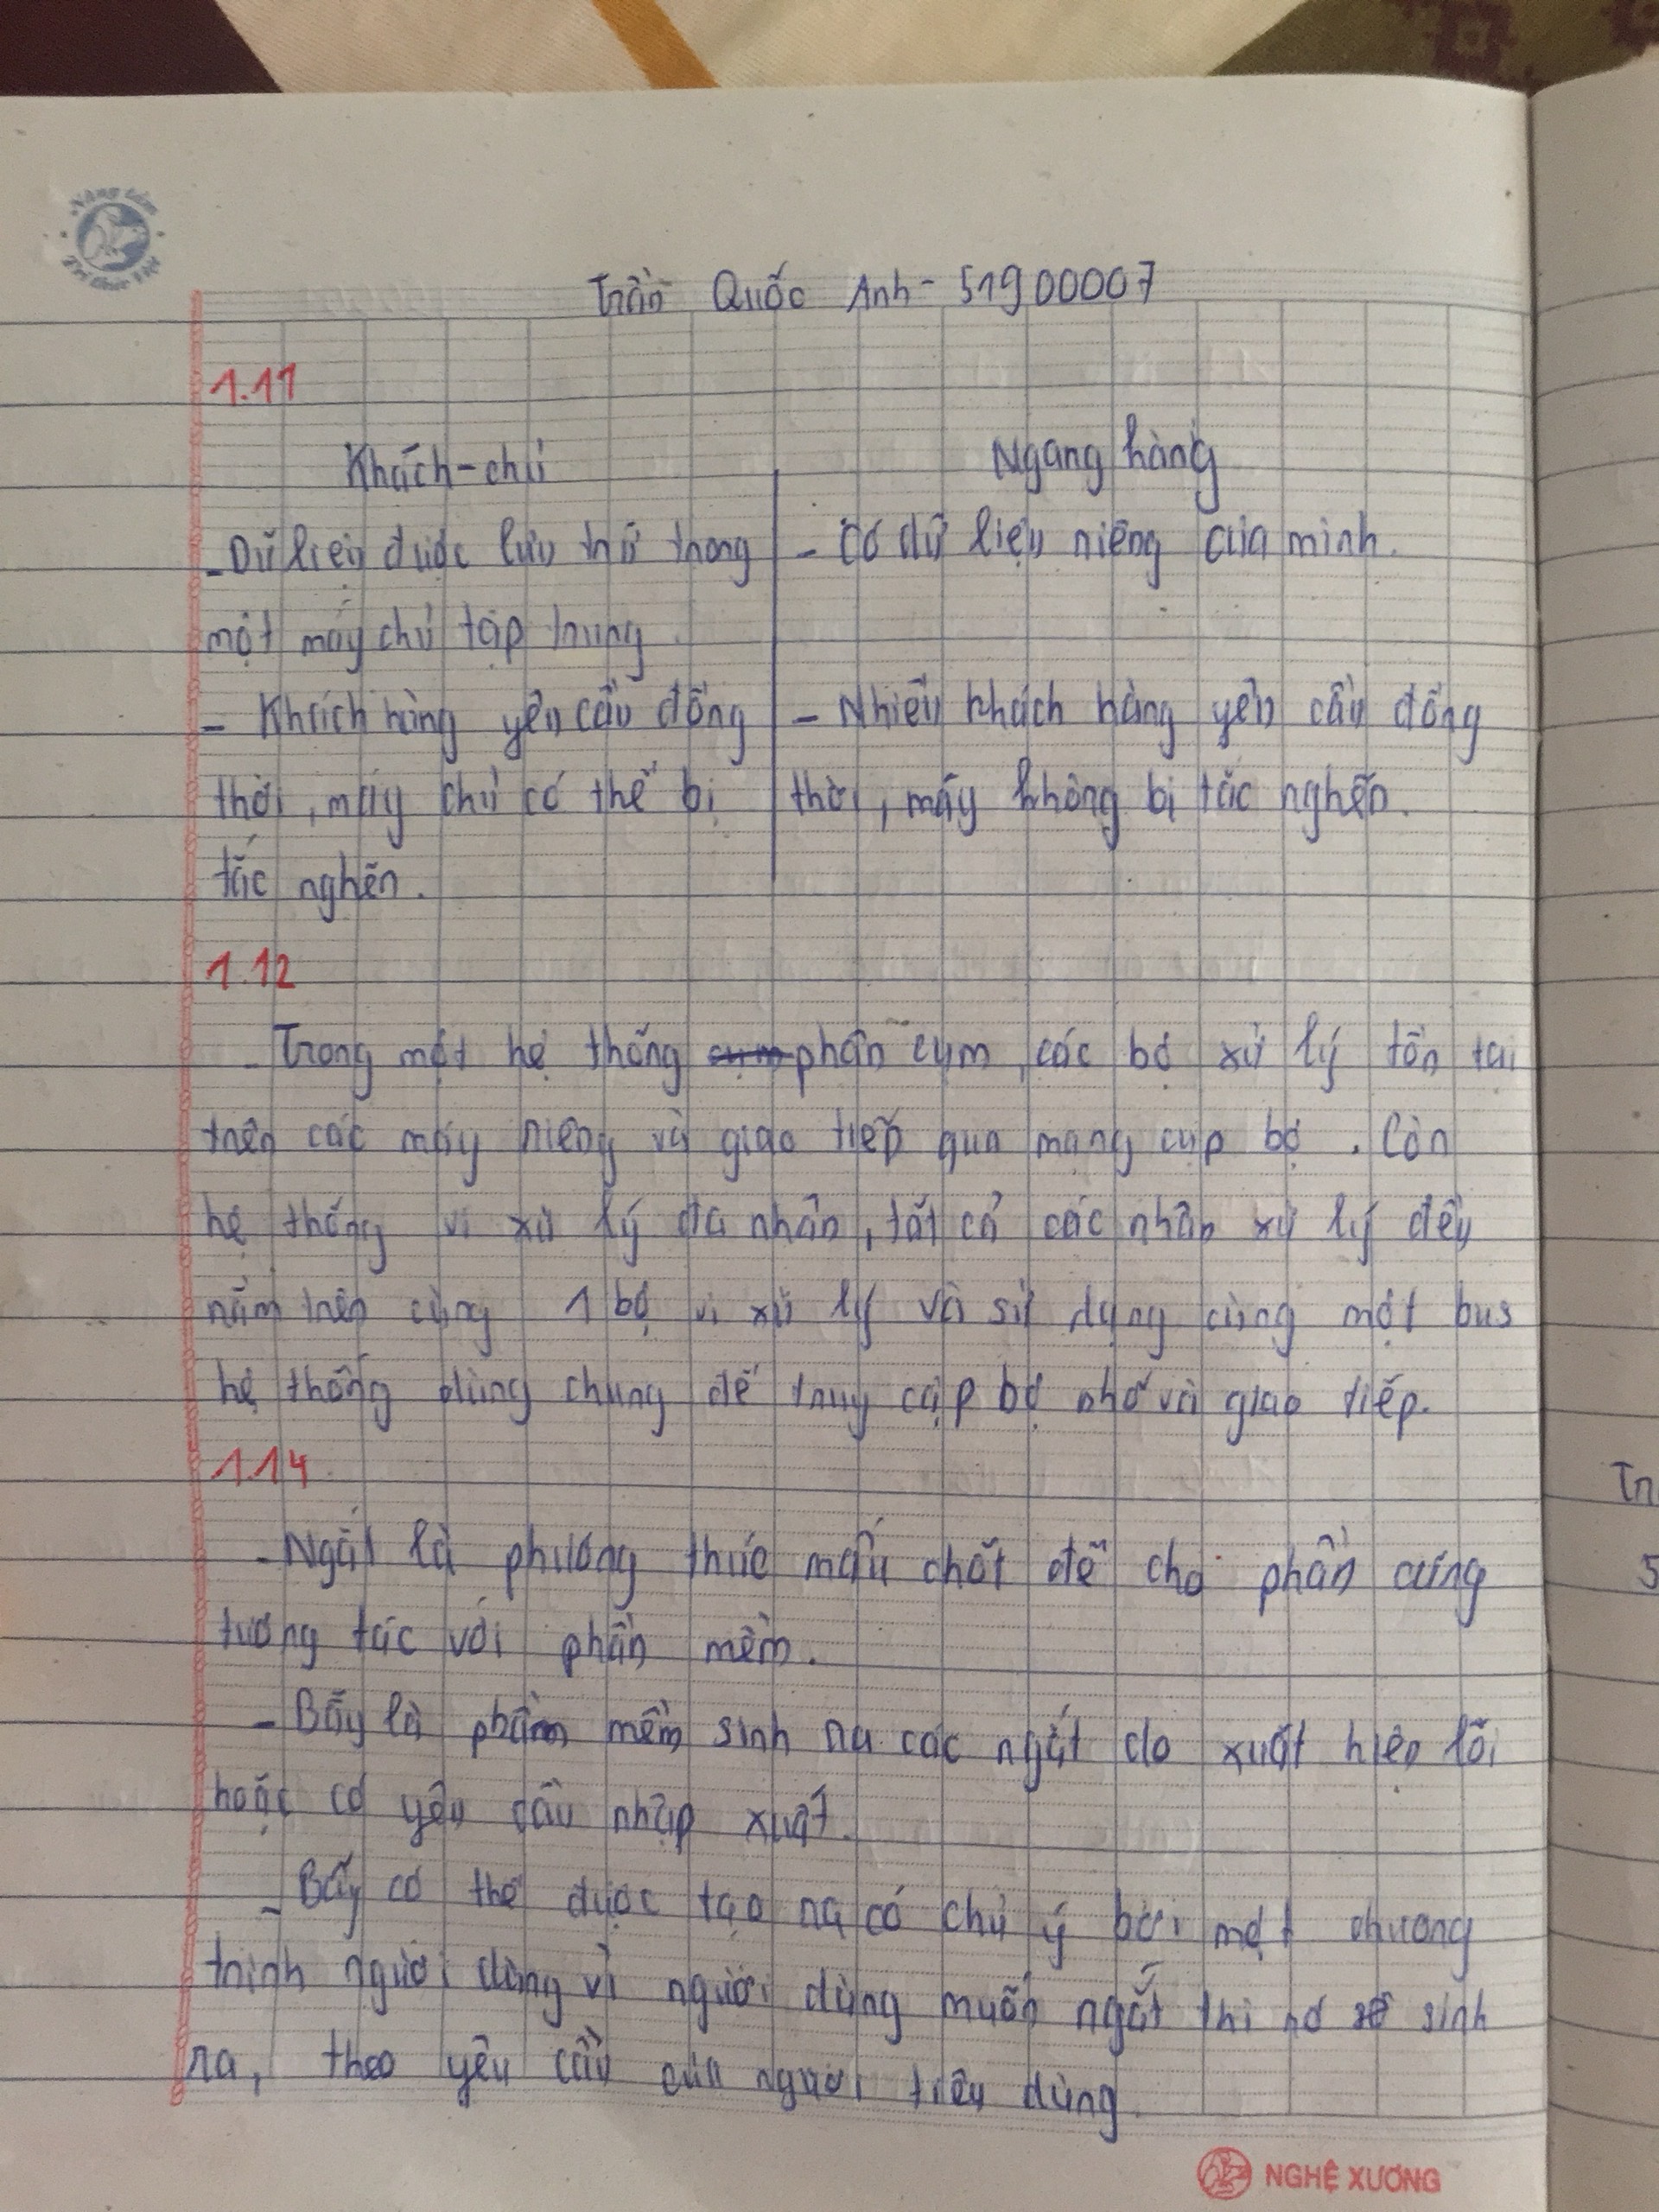 Nâng tầm
Tri thức Việt
Trần Quốc Anh - 51900007
1.11
Khách-chủ
Ngang hàng
- Dữ liệu được lưu trữ trong
một máy chủ tập trung.
- Khách hàng yêu cầu đồng
thời, máy chủ có thể bị
tắc nghẽn.
- Có dữ liệu riêng của mình.
- Nhiều khách hàng yêu cầu đồng
thời, máy không bị tắc nghẽn.
1.12
- Trong một hệ thống cụm phân cụm, các bộ xử lý tồn tại
trên các máy riêng và giao tiếp qua mạng cục bộ. Còn
hệ thống vi xử lý đa nhân, tất cả các nhân xử lý đều
nằm trên cùng 1 bộ vi xử lý và sử dụng cùng một bus
hệ thống dùng chung để truy cập bộ nhớ và giao tiếp.
1.14
- Ngắt là phương thức mấu chốt để cho phần cứng
tương tác với phần mềm.
- Bẫy là phầm mềm sinh ra các ngắt do xuất hiện lỗi
hoặc có yêu cầu nhập xuất.
- Bẫy có thể được tạo ra có chủ ý bởi một chương
trình người dùng vì người dùng muốn ngắt thì nó sẽ sinh
ra, theo yêu cầu của người tiêu dùng
Tr
5
NGHỆ XƯƠNG